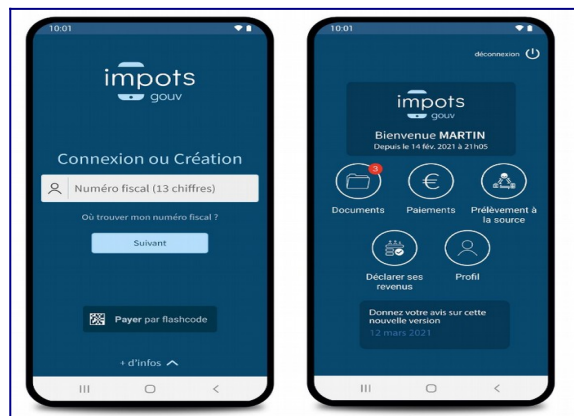 10:01
impots
gouv
Connexion ou Création
Numéro fiscal (13 chiffres)
Où trouver mon numéro fiscal ?
Suivant
Payer par flashcode
+ d'infos
10:01
déconnexion
impots
gouv
Bienvenue MARTIN
Depuis le 14 fév. 2021 à 21h05
3
Documents
Paiements
Prélèvement à
la source
Déclarer ses
revenus
Profil
Donnez votre avis sur cette
nouvelle version
12 mars 2021